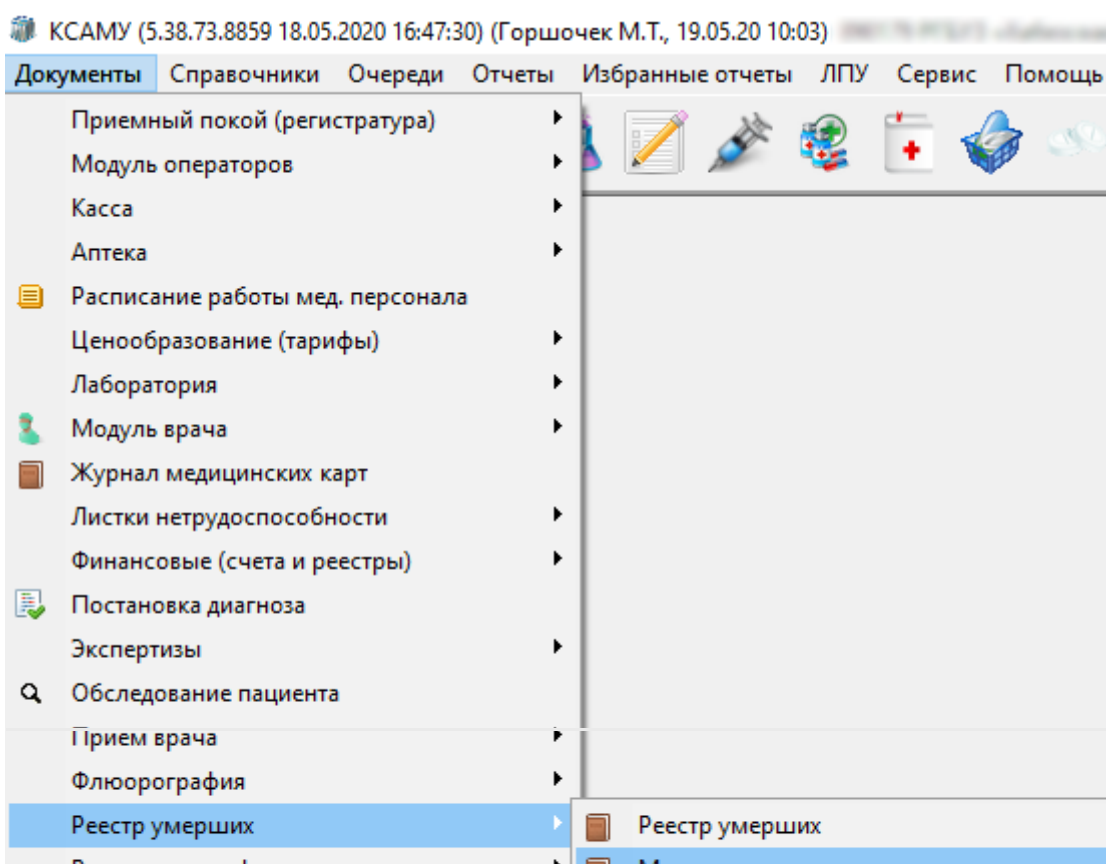 КСАМУ (5.38.73.8859 18.05.2020 16:47:30) (Горшочек М.Т., 19.05.20 10:03)
Документы Справочники Очереди Отчеты Избранные отчеты ЛПУ Сервис Помощь
Приемный покой (регистратура)
Модуль операторов
Касса
Аптека
Расписание работы мед. персонала
Ценообразование (тарифы)
Лаборатория
Модуль врача
Журнал медицинских карт
Листки нетрудоспособности
Финансовые (счета и реестры)
Постановка диагноза
Экспертизы
Обследование пациента
Прием врача
Флюорография
Реестр умерших
Реестр умерших